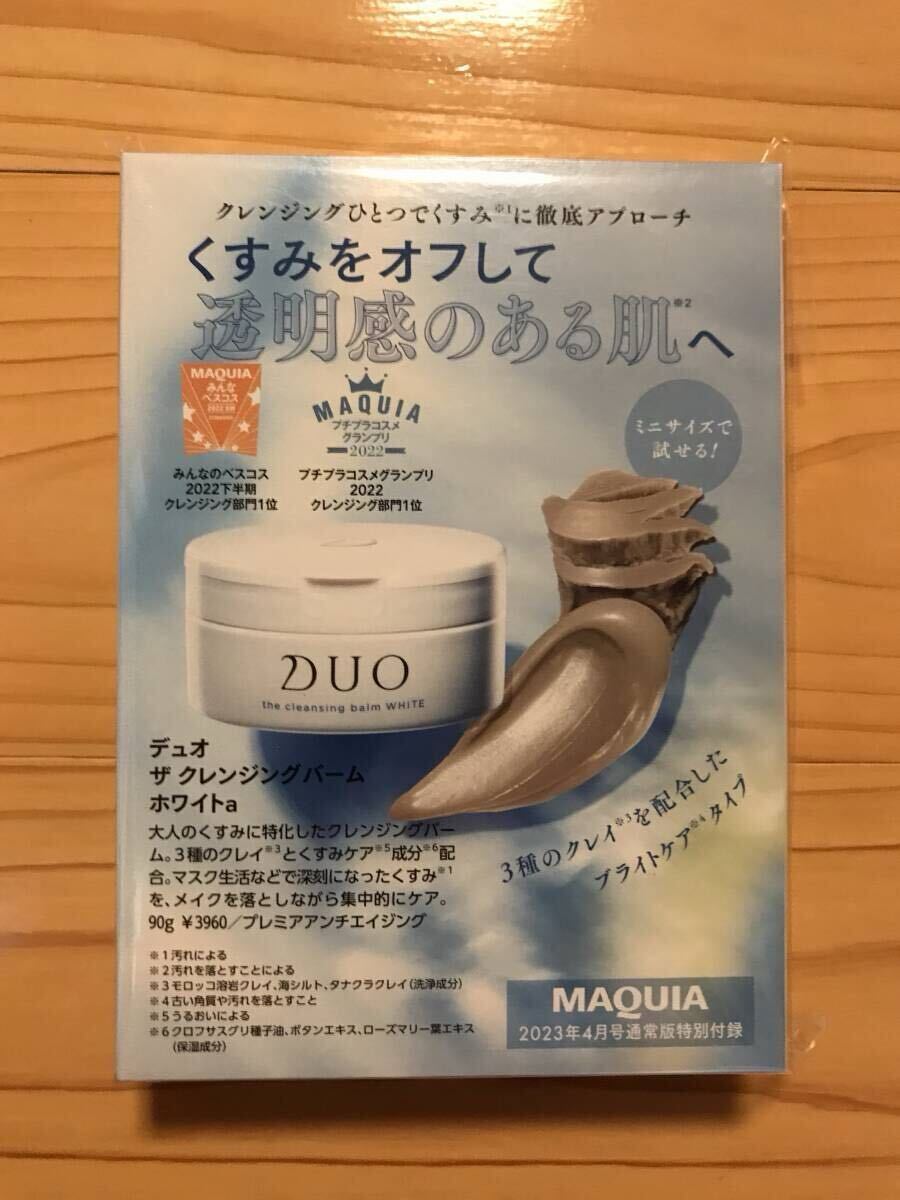 クレンジングひとつでくすみ※1に徹底アプローチ
くすみをオフして
透明感のある肌※2へ
MAQUIA
みんな
ベスコス
MAQUIA
プチプラコスメ
グランプリ
2022
ミニサイズで
試せる!
みんなのベスコス
2022下半期
クレンジング部門1位
プチプラコスメグランプリ
2022
クレンジング部門1位
DUO
the cleansing balm WHITE
デュオ
ザ クレンジングバーム
ホワイトa
大人のくすみに特化したクレンジングバー
ム。3種のクレイ※3とくすみケア※5成分※6配
合。マスク生活などで深刻になったくすみ※1
を、メイクを落としながら集中的にケア。
90g ¥3960/プレミアアンチエイジング
3種のクレイ※3を配合した
ブライトケア※4タイプ
※1汚れによる
※2汚れを落とすことによる
※3モロッコ溶岩クレイ、海シルト、タナクラクレイ(洗浄成分)
※4古い角質や汚れを落とすこと
※5うるおいによる
※6クロフサスグリ種子油、ボタンエキス、ローズマリー葉エキス
(保湿成分)
MAQUIA
2023年4月号通常版特別付録